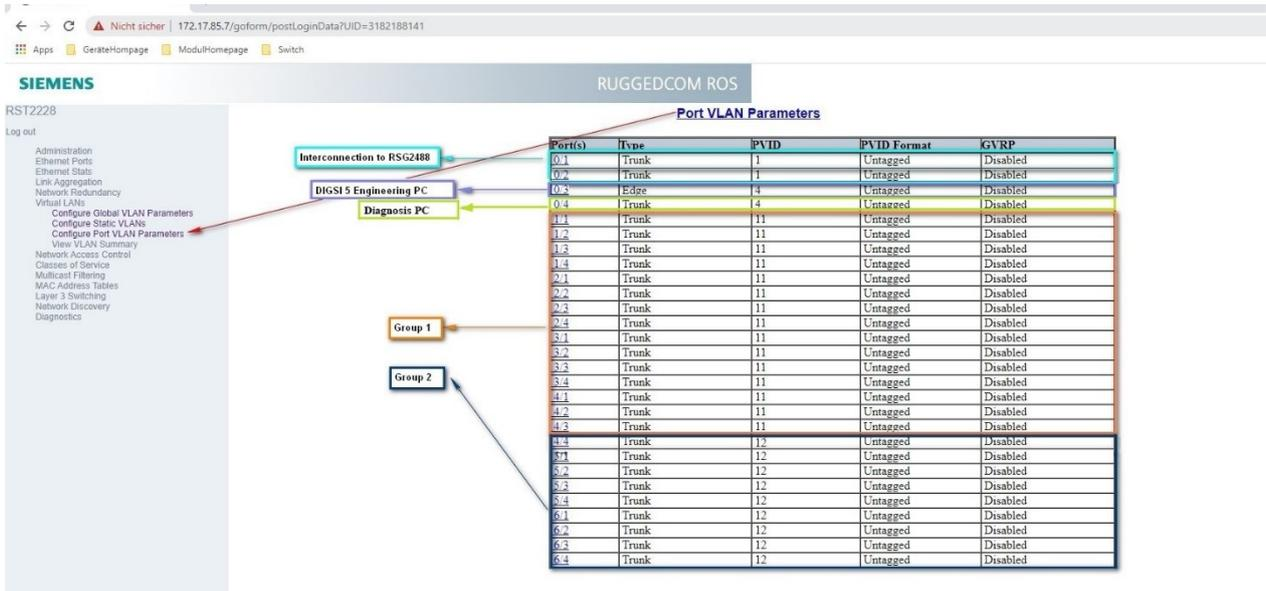 Nicht sicher | 172.17.85.7/goform/postLoginData?UID=3182188141
Apps GeräteHompage ModulHomepage Switch
SIEMENS RUGGEDCOM ROS
RST2228
Log out
Administration
Ethernet Ports
Ethernet Stats
Link Aggregation
Network Redundancy
Virtual LANs
Configure Global VLAN Parameters
Configure Static VLANs
Configure Port VLAN Parameters
View VLAN Summary
Network Access Control
Classes of Service
Multicast Filtering
MAC Address Tables
Layer 3 Switching
Network Discovery
Diagnostics
Interconnection to RSG2488
DIGSI 5 Engineering PC
Diagnosis PC
Group 1
Group 2
Port VLAN Parameters
Port(s) Type PVID PVID Format GVRP
0/1 Trunk 1 Untagged Disabled
0/2 Trunk 1 Untagged Disabled
0/3 Edge 4 Untagged Disabled
0/4 Trunk 4 Untagged Disabled
1/1 Trunk 11 Untagged Disabled
1/2 Trunk 11 Untagged Disabled
1/3 Trunk 11 Untagged Disabled
1/4 Trunk 11 Untagged Disabled
2/1 Trunk 11 Untagged Disabled
2/2 Trunk 11 Untagged Disabled
2/3 Trunk 11 Untagged Disabled
2/4 Trunk 11 Untagged Disabled
3/1 Trunk 11 Untagged Disabled
3/2 Trunk 11 Untagged Disabled
3/3 Trunk 11 Untagged Disabled
3/4 Trunk 11 Untagged Disabled
4/1 Trunk 11 Untagged Disabled
4/2 Trunk 11 Untagged Disabled
4/3 Trunk 11 Untagged Disabled
4/4 Trunk 12 Untagged Disabled
5/1 Trunk 12 Untagged Disabled
5/2 Trunk 12 Untagged Disabled
5/3 Trunk 12 Untagged Disabled
5/4 Trunk 12 Untagged Disabled
6/1 Trunk 12 Untagged Disabled
6/2 Trunk 12 Untagged Disabled
6/3 Trunk 12 Untagged Disabled
6/4 Trunk 12 Untagged Disabled